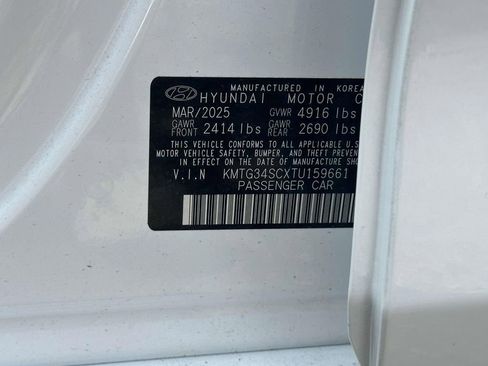 MANUFACTURED IN KOREA
HYUNDAI MOTOR C
MAR/2025 GVWR 4916 lbs
GAWR FRONT 2414 lbs GAWR REAR 2690 lbs
THIS VEHICLE CONFORMS TO ALL APPLICABLE U.S
MOTOR VEHICLE SAFETY, BUMPER, AND THEFT
IN EFFECT ON THE DATE OF MANUFACTURE SHO
V.I.N KMTG34SCXTU159661
PASSENGER CAR